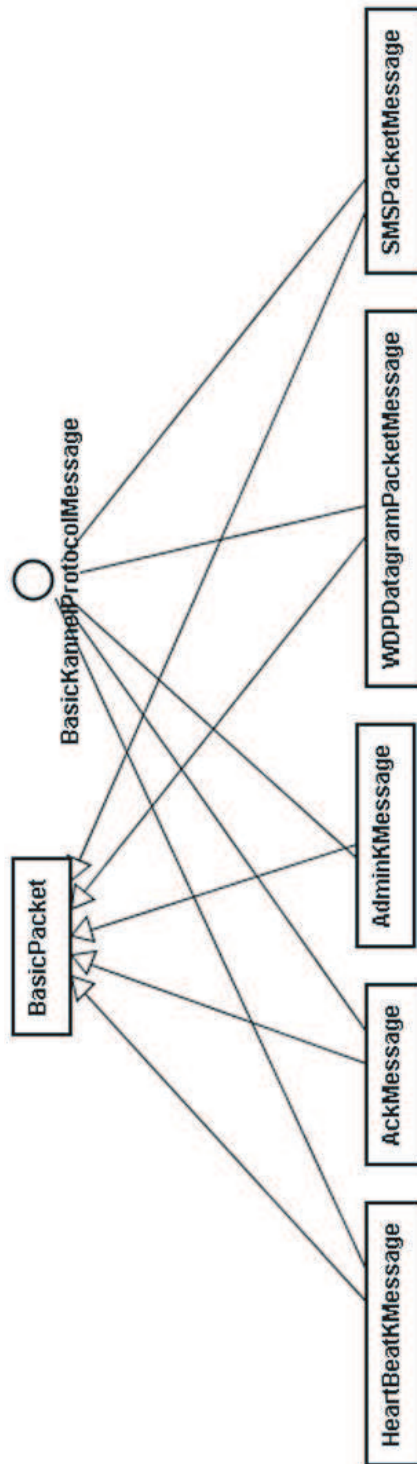 BasicPacket
BasicKannelProtocolMessage
HeartBeatKMessage
AckMessage
AdminKMessage
WDPDatagramPacketMessage
SMSPacketMessage